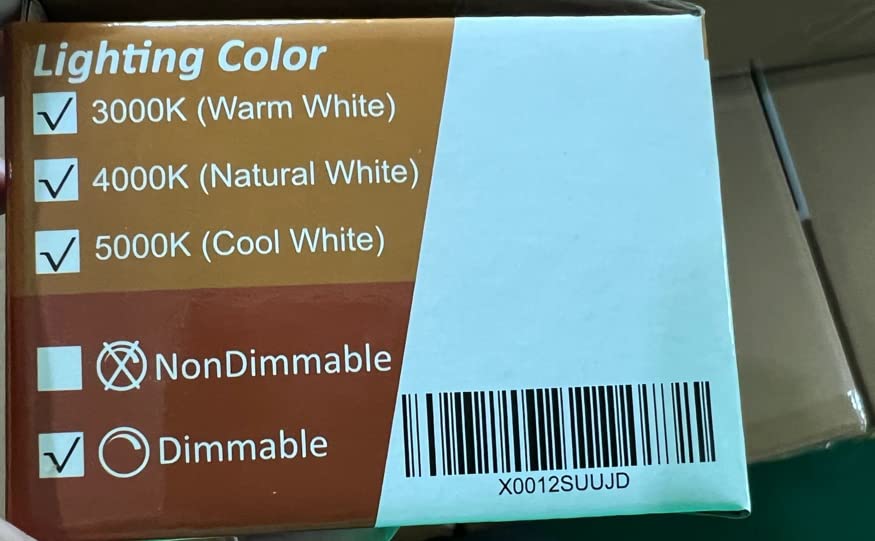 Lighting Color
3000K (Warm White)
4000K (Natural White)
5000K (Cool White)
NonDimmable
Dimmable
X0012SUUJD